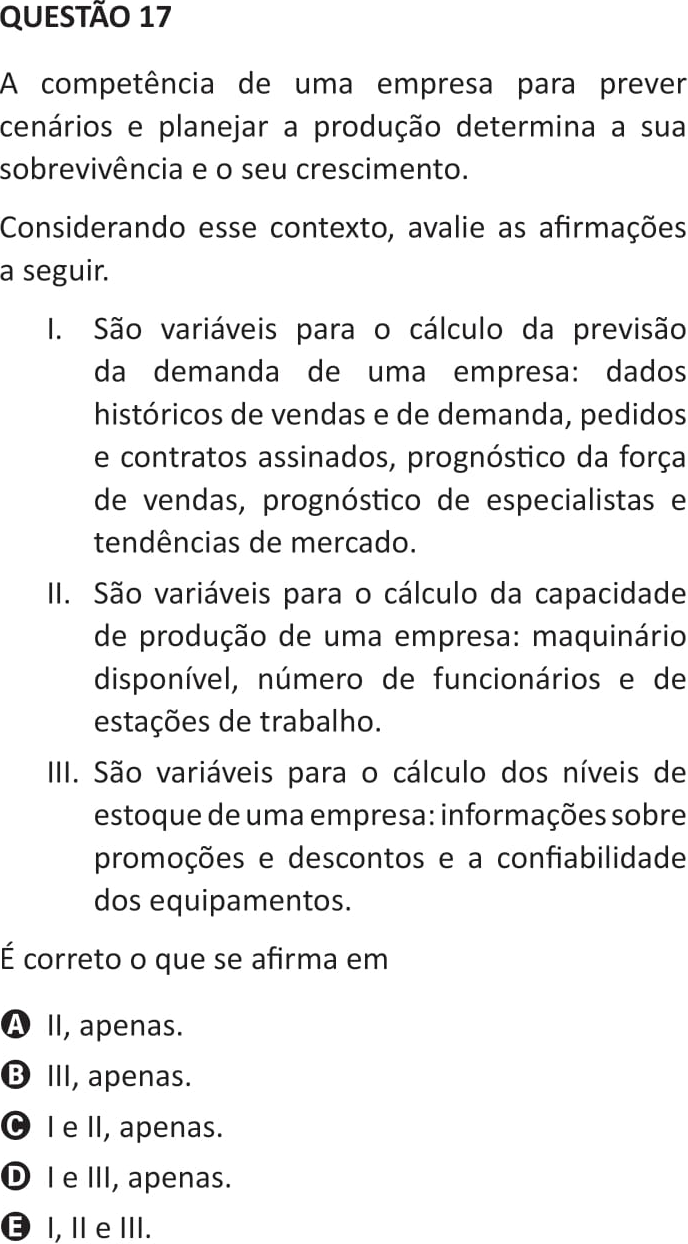 QUESTÃO 17
A competência de uma empresa para prever
cenários e planejar a produção determina a sua
sobrevivência e o seu crescimento.
Considerando esse contexto, avalie as afirmações
a seguir.
I. São variáveis para o cálculo da previsão
da demanda de uma empresa: dados
históricos de vendas e de demanda, pedidos
e contratos assinados, prognóstico da força
de vendas, prognóstico de especialistas e
tendências de mercado.
II. São variáveis para o cálculo da capacidade
de produção de uma empresa: maquinário
disponível, número de funcionários e de
estações de trabalho.
III. São variáveis para o cálculo dos níveis de
estoque de uma empresa: informações sobre
promoções e descontos e a confiabilidade
dos equipamentos.
É correto o que se afirma em
A II, apenas.
B III, apenas.
C I e II, apenas.
D I e III, apenas.
E I, II e III.